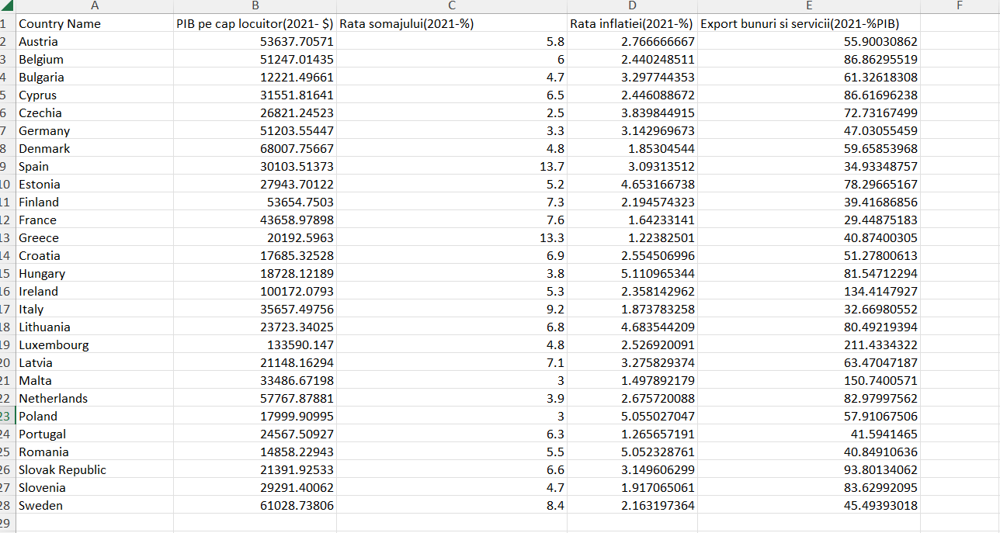 A B C D E F
1 Country Name PIB pe cap locuitor(2021- $) Rata somajului(2021-%) Rata inflatiei(2021-%) Export bunuri si servicii(2021-%PIB)
2 Austria 53637.70571 5.8 2.766666667 55.90030862
3 Belgium 51247.01435 6 2.440248511 86.86295519
4 Bulgaria 12221.49661 4.7 3.297744353 61.32618308
5 Cyprus 31551.81641 6.5 2.446088672 86.61696238
6 Czechia 26821.24523 2.5 3.839844915 72.73167499
7 Germany 51203.55447 3.3 3.142969673 47.03055459
8 Denmark 68007.75667 4.8 1.85304544 59.65853968
9 Spain 30103.51373 13.7 3.09313512 34.93348757
10 Estonia 27943.70122 5.2 4.653166738 78.29665167
11 Finland 53654.7503 7.3 2.194574323 39.41686856
12 France 43658.97898 7.6 1.64233141 29.44875183
13 Greece 20192.5963 13.3 1.22382501 40.87400305
14 Croatia 17685.32528 6.9 2.554506996 51.27800613
15 Hungary 18728.12189 3.8 5.110965344 81.54712294
16 Ireland 100172.0793 5.3 2.358142962 134.4147927
17 Italy 35657.49756 9.2 1.873783258 32.66980552
18 Lithuania 23723.34025 6.8 4.683544209 80.49219394
19 Luxembourg 133590.147 4.8 2.526920091 211.4334322
20 Latvia 21148.16294 7.1 3.275829374 63.47047187
21 Malta 33486.67198 3 1.497892179 150.7400571
22 Netherlands 57767.87881 3.9 2.675720088 82.97997562
23 Poland 17999.90995 3 5.055027047 57.91067506
24 Portugal 24567.50927 6.3 1.265657191 41.5941465
25 Romania 14858.22943 5.5 5.052328761 40.84910636
26 Slovak Republic 21391.92533 6.6 3.149606299 93.80134062
27 Slovenia 29291.40062 4.7 1.917065061 83.62992095
28 Sweden 61028.73806 8.4 2.163197364 45.49393018
29